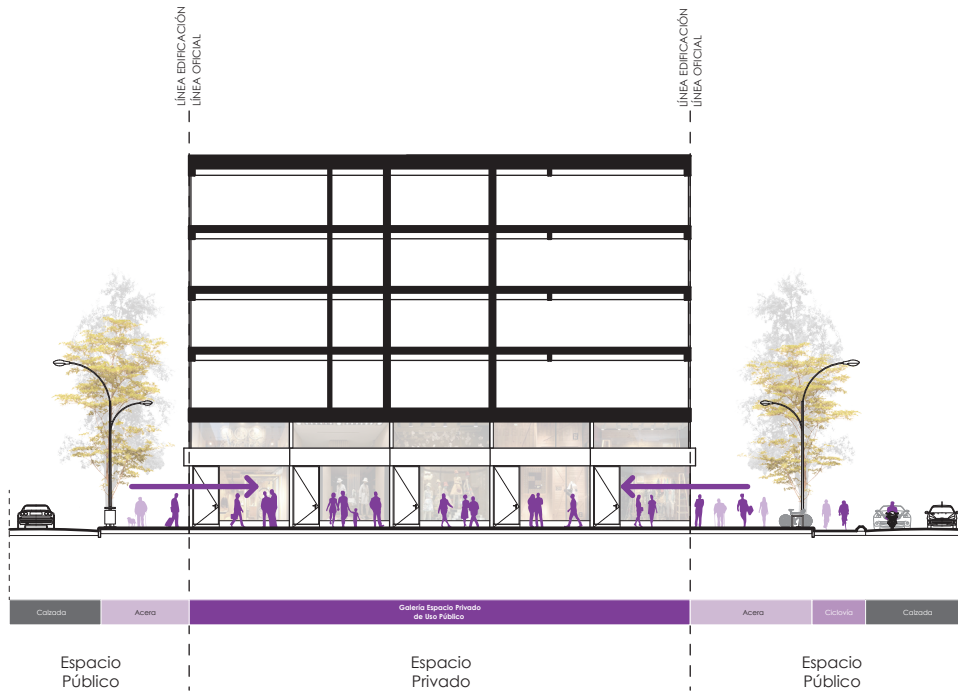 LÍNEA EDIFICACIÓN
LÍNEA OFICIAL
LÍNEA EDIFICACIÓN
LÍNEA OFICIAL
Calzada
Acera
Galería Espacio Privado
de Uso Público
Acera
Ciclovía
Calzada
Espacio
Público
Espacio
Privado
Espacio
Público